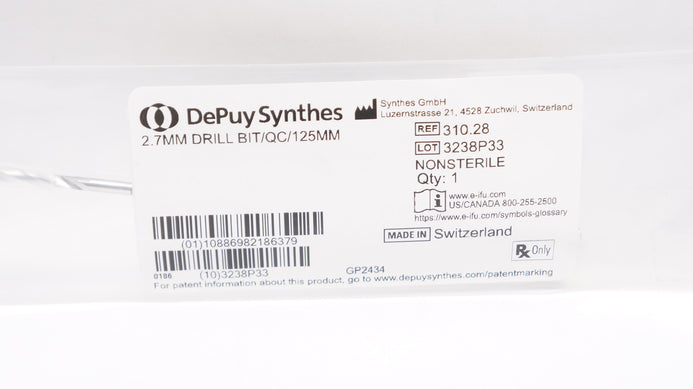 DePuy Synthes
2.7MM DRILL BIT/QC/125MM
Synthes GmbH
Luzernstrasse 21, 4528 Zuchwil, Switzerland
REF 310.28
LOT 3238P33
NONSTERILE
Qty: 1
www.e-ifu.com
US/CANADA 800-255-2500
https://www.e-ifu.com/symbols-glossary
MADE IN Switzerland
Rx Only
(01)10886982186379
0186 (10)3238P33
GP2434
For patent information about this product, go to www.depuysynthes.com/patentmarking